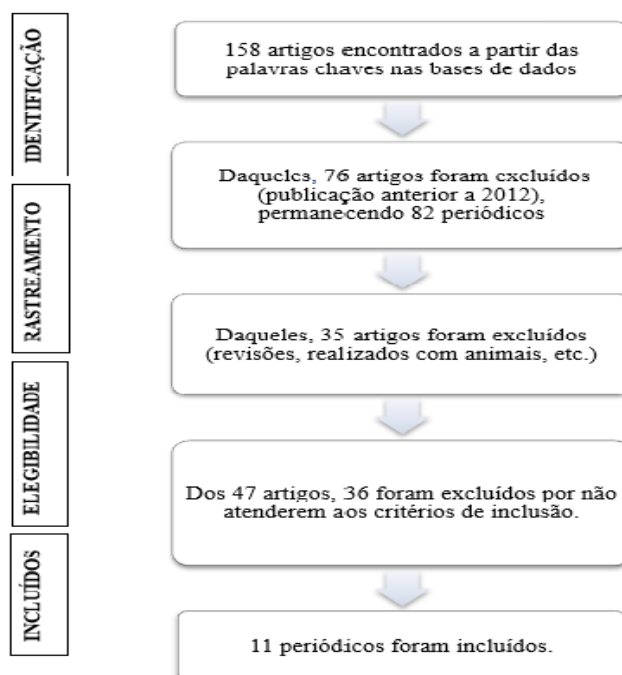 IDENTIFICAÇÃO
158 artigos encontrados a partir das
palavras chaves nas bases de dados
RASTREAMENTO
Daqueles, 76 artigos foram excluídos
(publicação anterior a 2012),
permanecendo 82 periódicos
Daqueles, 35 artigos foram excluídos
(revisões, realizados com animais, etc.)
ELEGIBILIDADE
Dos 47 artigos, 36 foram excluídos por não
atenderem aos critérios de inclusão.
INCLUÍDOS
11 periódicos foram incluídos.